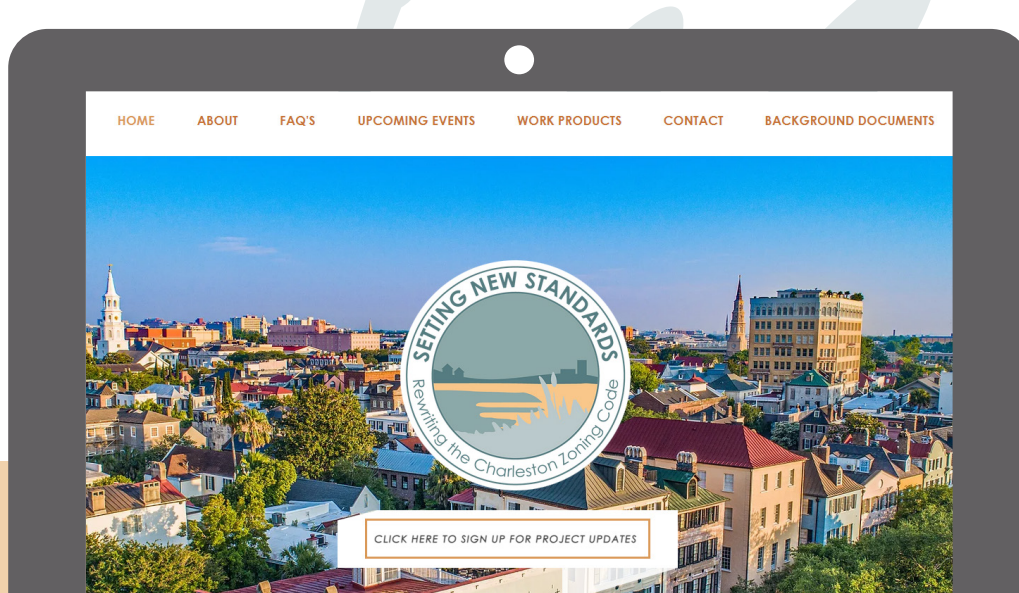 HOME ABOUT FAQ'S UPCOMING EVENTS WORK PRODUCTS CONTACT BACKGROUND DOCUMENTS
SETTING NEW STANDARDS
Rewriting the Charleston Zoning Code
CLICK HERE TO SIGN UP FOR PROJECT UPDATES